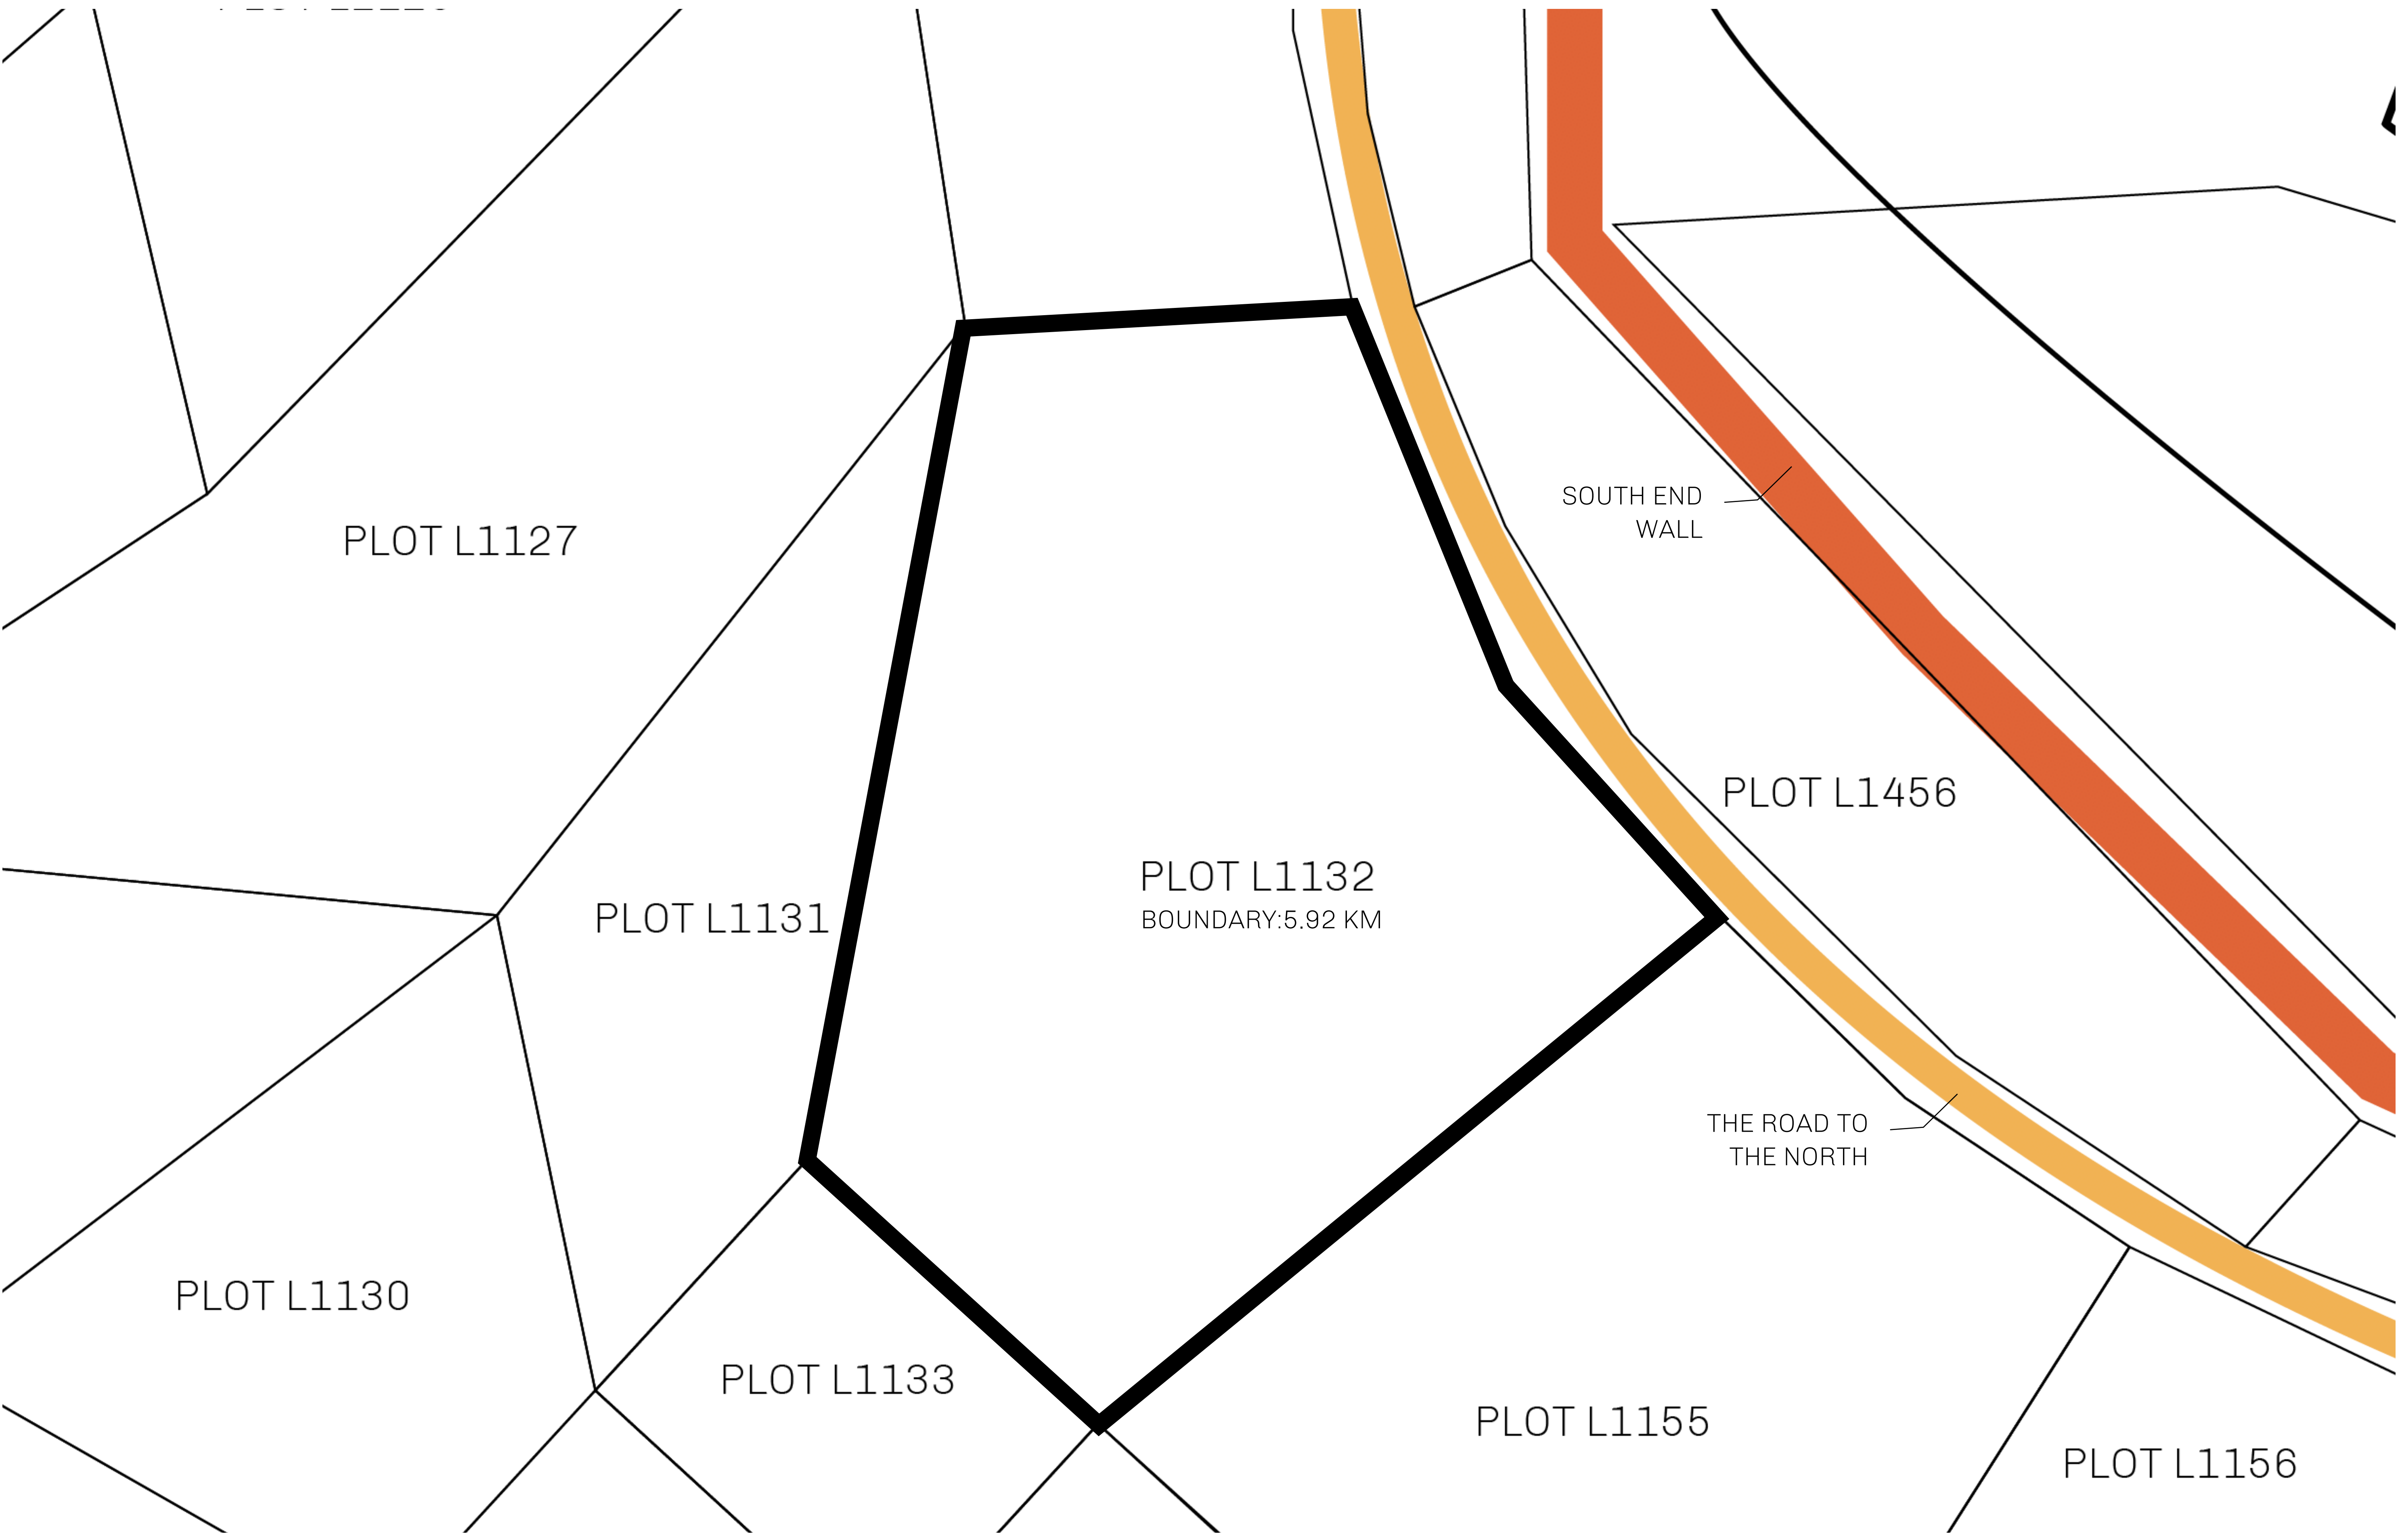 PLOT L1127
SOUTH END
WALL
PLOT L1456
PLOT L1132
BOUNDARY:5.92 KM
PLOT L1131
THE ROAD TO
THE NORTH
PLOT L1130
PLOT L1133
PLOT L1155
PLOT L1156